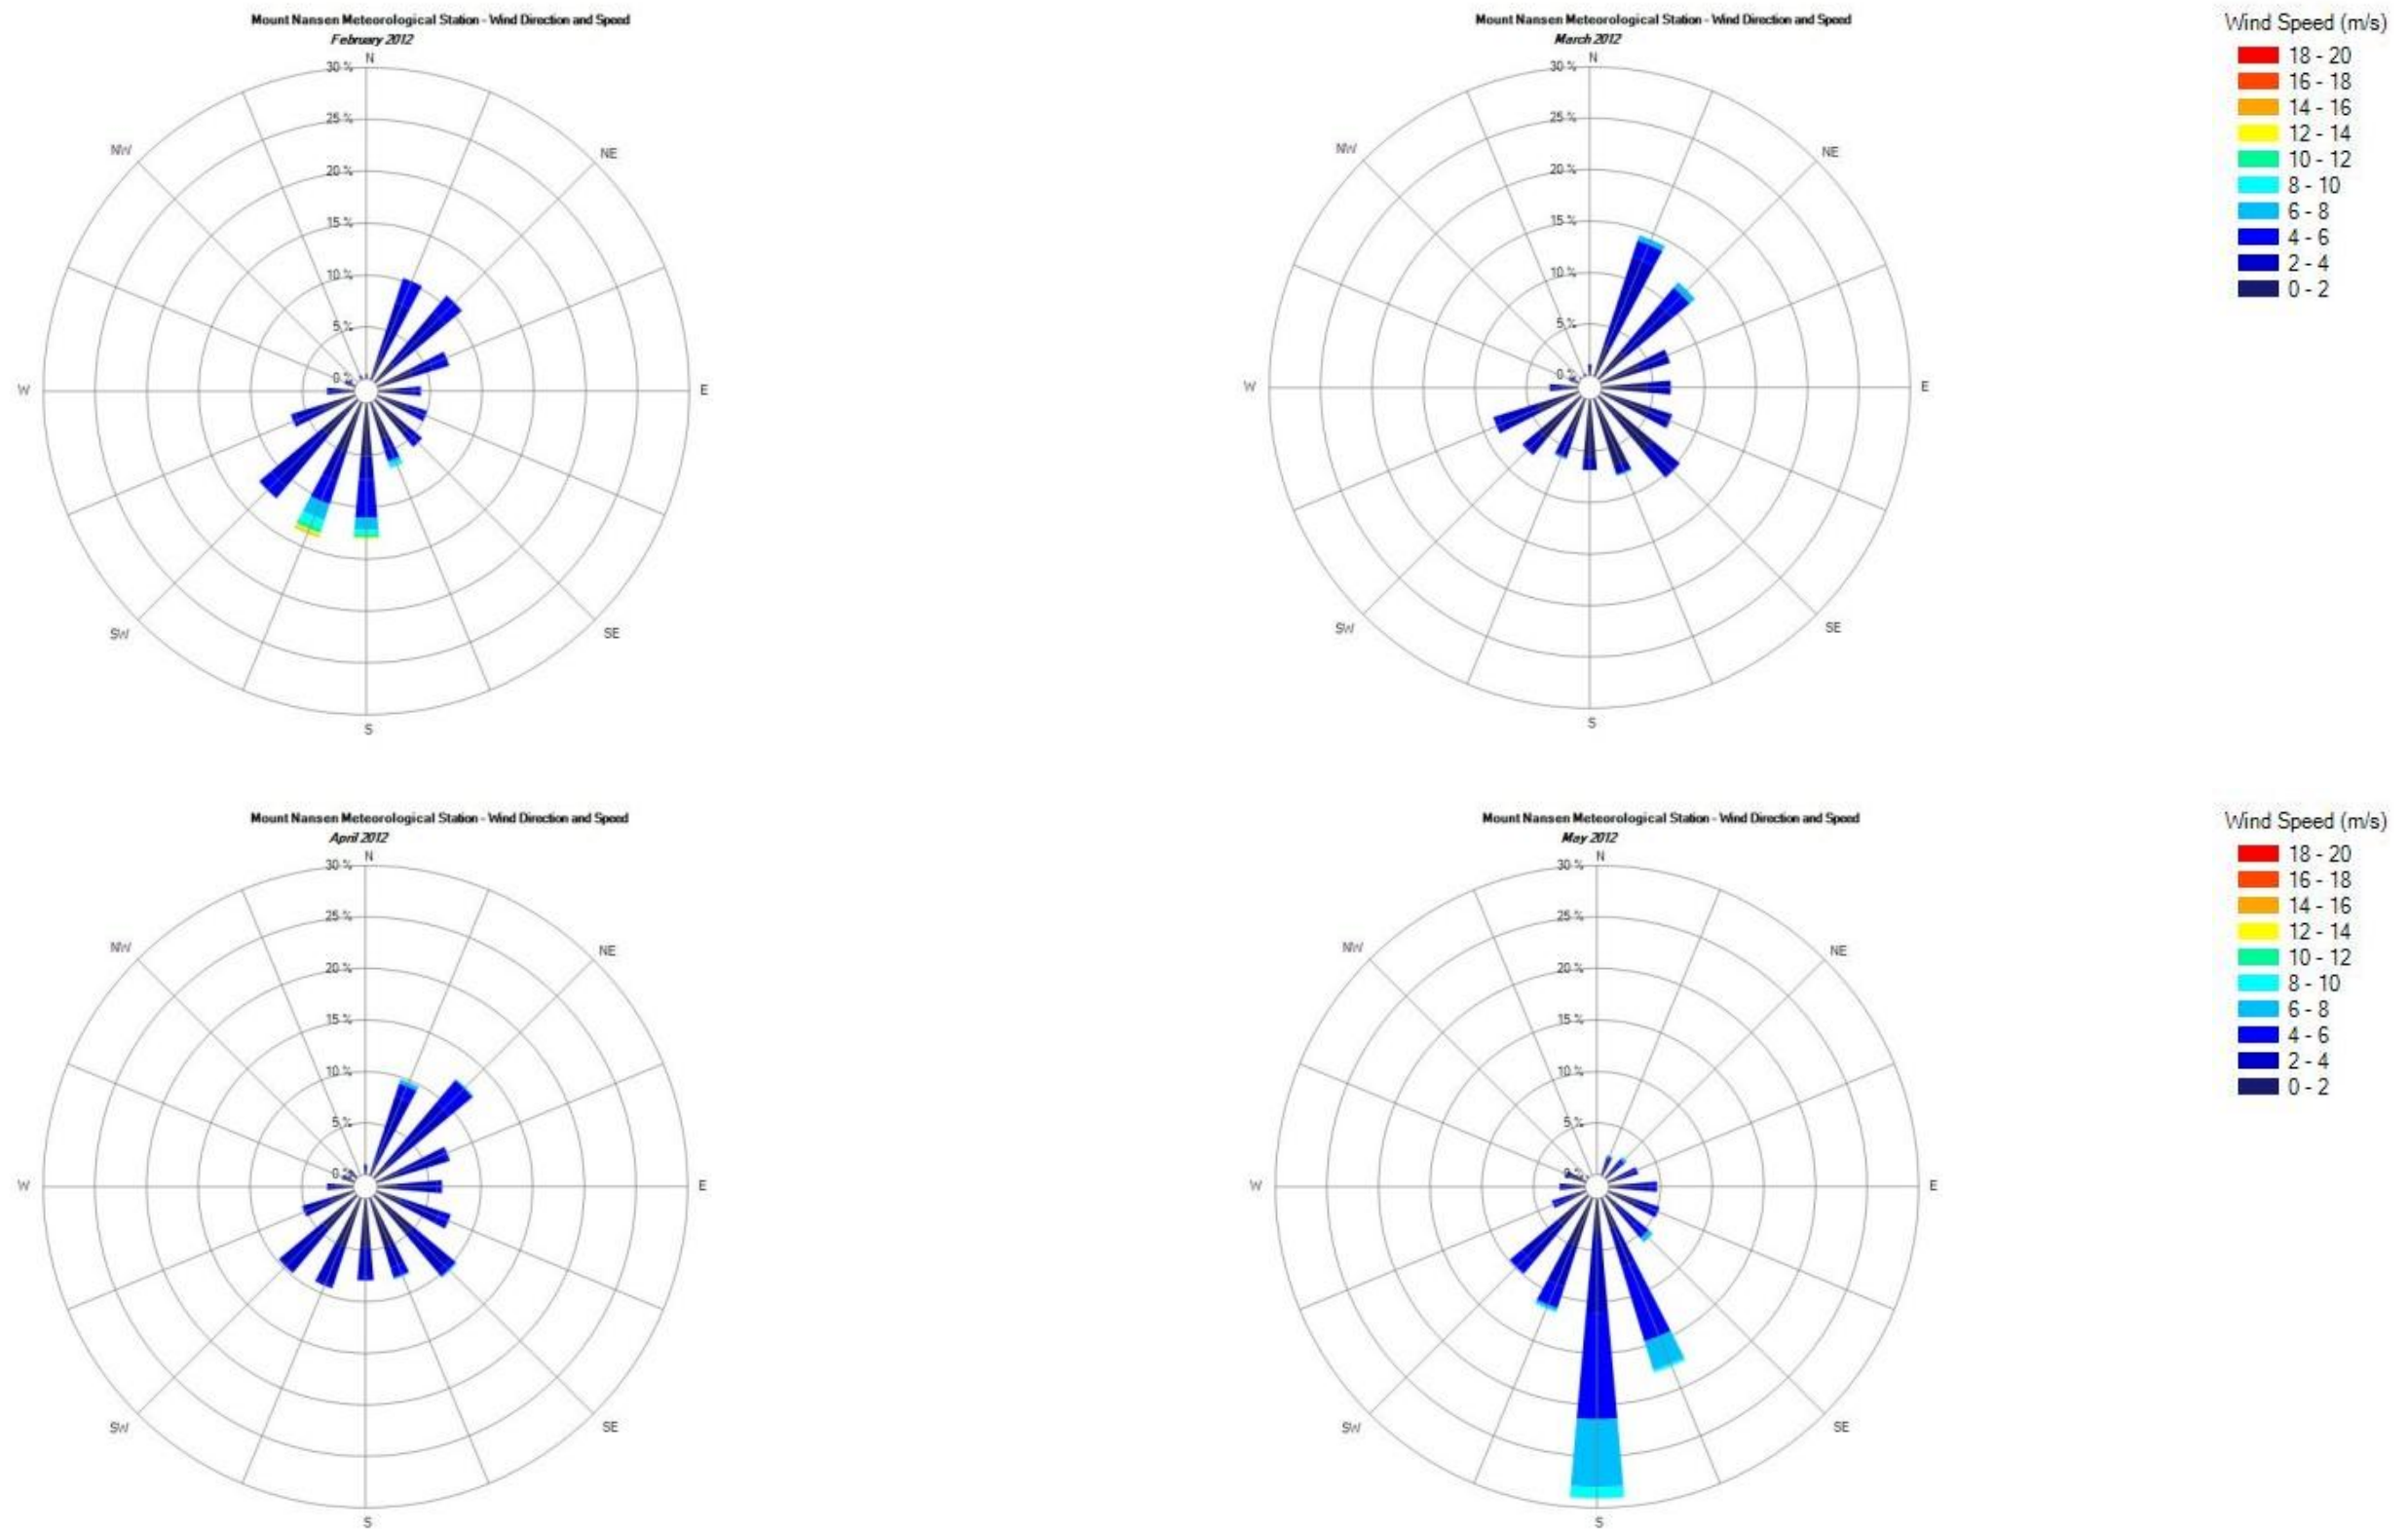 Mount Nansen Meteorological Station - Wind Direction and Speed
February 2012
N
30 %
25 %
20 %
15 %
10 %
5 %
0 %
NW
NE
W
E
SW
SE
S
Mount Nansen Meteorological Station - Wind Direction and Speed
March 2012
N
30 %
25 %
20 %
15 %
10 %
5 %
0 %
NW
NE
W
E
SW
SE
S
Wind Speed (m/s)
18 - 20
16 - 18
14 - 16
12 - 14
10 - 12
8 - 10
6 - 8
4 - 6
2 - 4
0 - 2
Mount Nansen Meteorological Station - Wind Direction and Speed
April 2012
N
30 %
25 %
20 %
15 %
10 %
5 %
0 %
NW
NE
W
E
SW
SE
S
Mount Nansen Meteorological Station - Wind Direction and Speed
May 2012
N
30 %
25 %
20 %
15 %
10 %
5 %
0 %
NW
NE
W
E
SW
SE
S
Wind Speed (m/s)
18 - 20
16 - 18
14 - 16
12 - 14
10 - 12
8 - 10
6 - 8
4 - 6
2 - 4
0 - 2